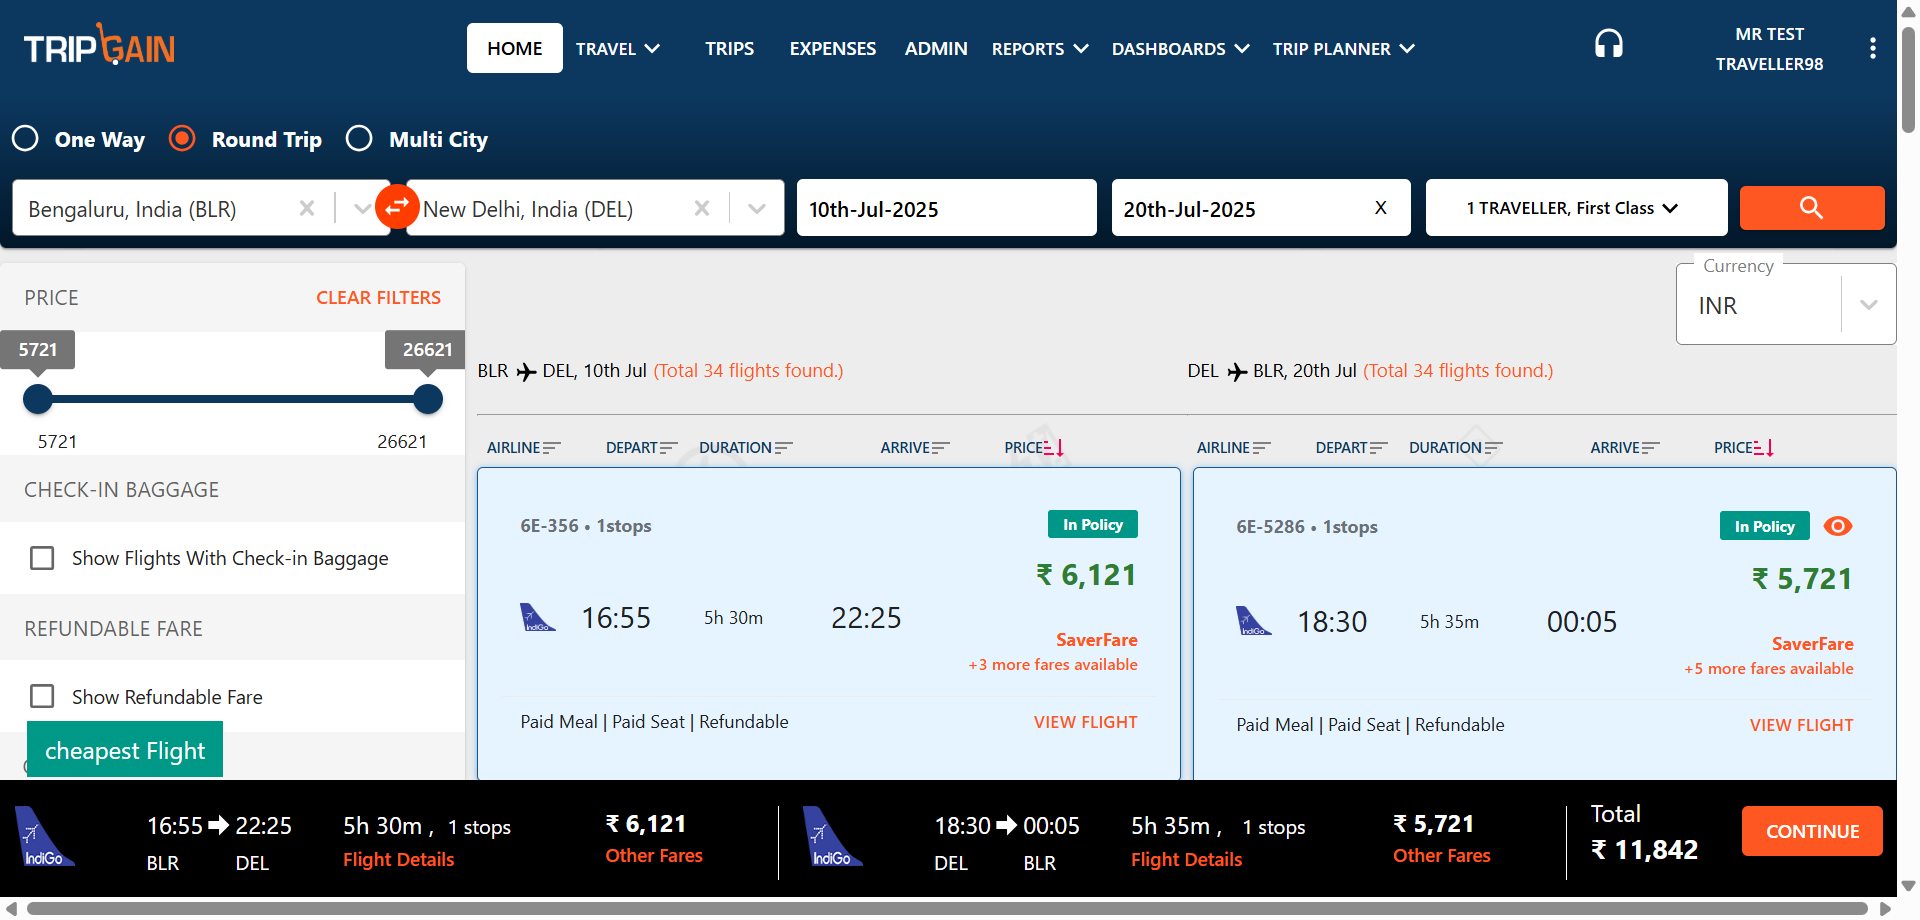 TRIPGAIN
HOME
TRAVEL
TRIPS
EXPENSES
ADMIN
REPORTS
DASHBOARDS
TRIP PLANNER
MR TEST
TRAVELLER98
One Way
Round Trip
Multi City
Bengaluru, India (BLR)
New Delhi, India (DEL)
10th-Jul-2025
20th-Jul-2025
X
1 TRAVELLER, First Class
PRICE
CLEAR FILTERS
5721
26621
5721
26621
CHECK-IN BAGGAGE
Show Flights With Check-in Baggage
REFUNDABLE FARE
Show Refundable Fare
cheapest Flight
Currency
INR
BLR DEL, 10th Jul (Total 34 flights found.)
DEL BLR, 20th Jul (Total 34 flights found.)
AIRLINE DEPART DURATION ARRIVE PRICE
AIRLINE DEPART DURATION ARRIVE PRICE
6E-356 • 1stops
In Policy
₹ 6,121
IndiGo
16:55
5h 30m
22:25
SaverFare
+3 more fares available
Paid Meal | Paid Seat | Refundable
VIEW FLIGHT
6E-5286 • 1stops
In Policy
₹ 5,721
IndiGo
18:30
5h 35m
00:05
SaverFare
+5 more fares available
Paid Meal | Paid Seat | Refundable
VIEW FLIGHT
IndiGo
16:55 22:25
BLR DEL
5h 30m , 1 stops
Flight Details
₹ 6,121
Other Fares
IndiGo
18:30 00:05
DEL BLR
5h 35m , 1 stops
Flight Details
₹ 5,721
Other Fares
Total
₹ 11,842
CONTINUE